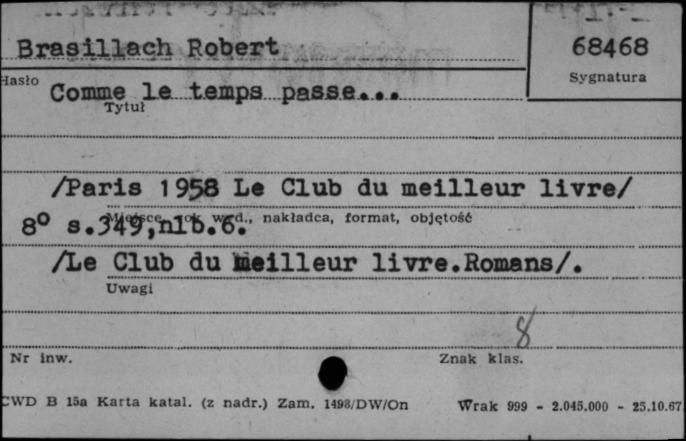 Brasillach Robert
68468
Hasło
Sygnatura
Comme le temps passe...
Tytuł
/Paris 1958 Le Club du meilleur livre/
Miejsce, rok wyd., nakładca, format, objętość
8° s.349,nlb.6.
/Le Club du meilleur livre.Romans/.
Uwagi
8
Nr inw.
Znak klas.
CWD B 15a Karta katal. (z nadr.) Zam. 1498/DW/On Wrak 999 - 2.045.000 - 25.10.67